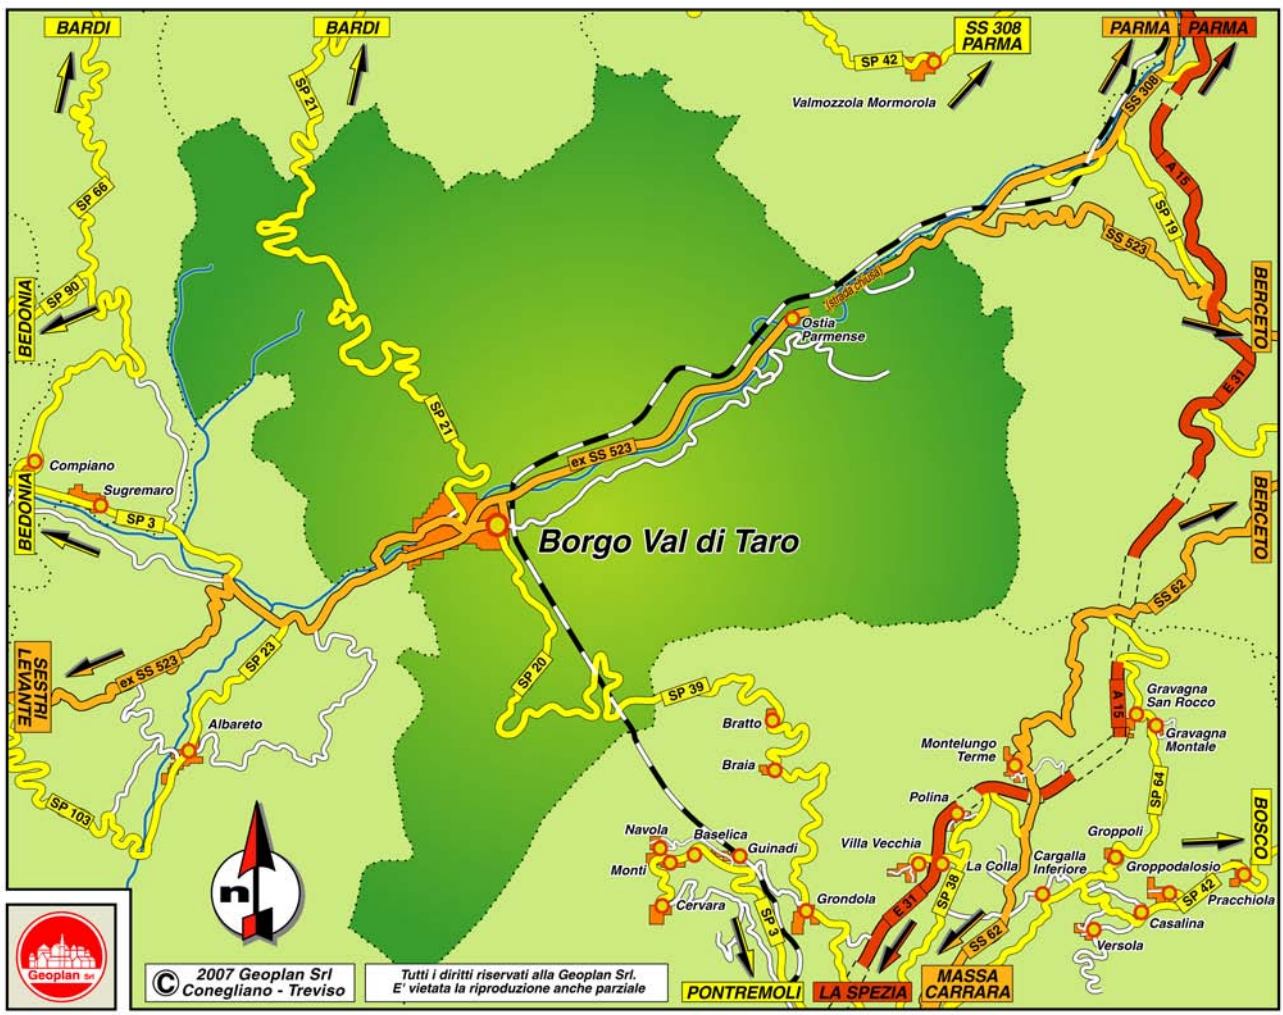 BARDI
BARDI
SS 308
PARMA
PARMA
PARMA
SP 42
Valmozzola Mormorola
SP 21
SP 66
SP 90
SS 308
A 15
SP 19
SS 523
BEDONIA
BERCETO
(strada chiusa)
Ostia
Parmense
E 31
SP 21
ex SS 523
Compiano
Sugremaro
SP 3
BEDONIA
BERCETO
Borgo Val di Taro
SS 62
SESTRI
LEVANTE
ex SS 523
SP 23
SP 20
SP 39
A 15
Gravagna
San Rocco
Gravagna
Montale
Albareto
Bratto
Braia
Montelungo
Terme
SP 103
Polina
SP 64
BOSCO
Navola
Baselica
Guinadi
Monti
Villa Vecchia
La Colla
Cargalla
Inferiore
Groppoli
Groppodalosio
SP 42
Pracchiola
Cervara
SP 3
Grondola
E 31
SP 38
SS 62
Casalina
Versola
n
Geoplan Srl
© 2007 Geoplan Srl
Conegliano - Treviso
Tutti i diritti riservati alla Geoplan Srl.
E' vietata la riproduzione anche parziale
PONTREMOLI
LA SPEZIA
MASSA
CARRARA